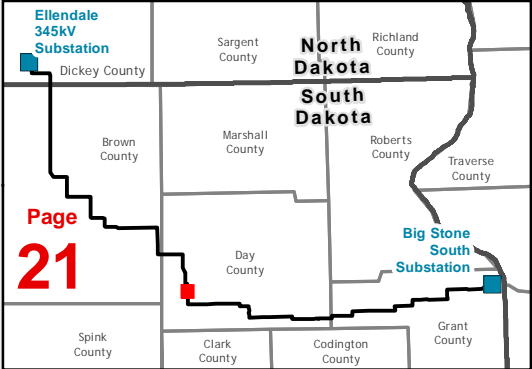 Ellendale
345kV
Substation
Dickey County
Sargent
County
North
Dakota
Richland
County
South
Dakota
Brown
County
Marshall
County
Roberts
County
Traverse
County
Page
21
Day
County
Big Stone
South
Substation
Spink
County
Clark
County
Codington
County
Grant
County